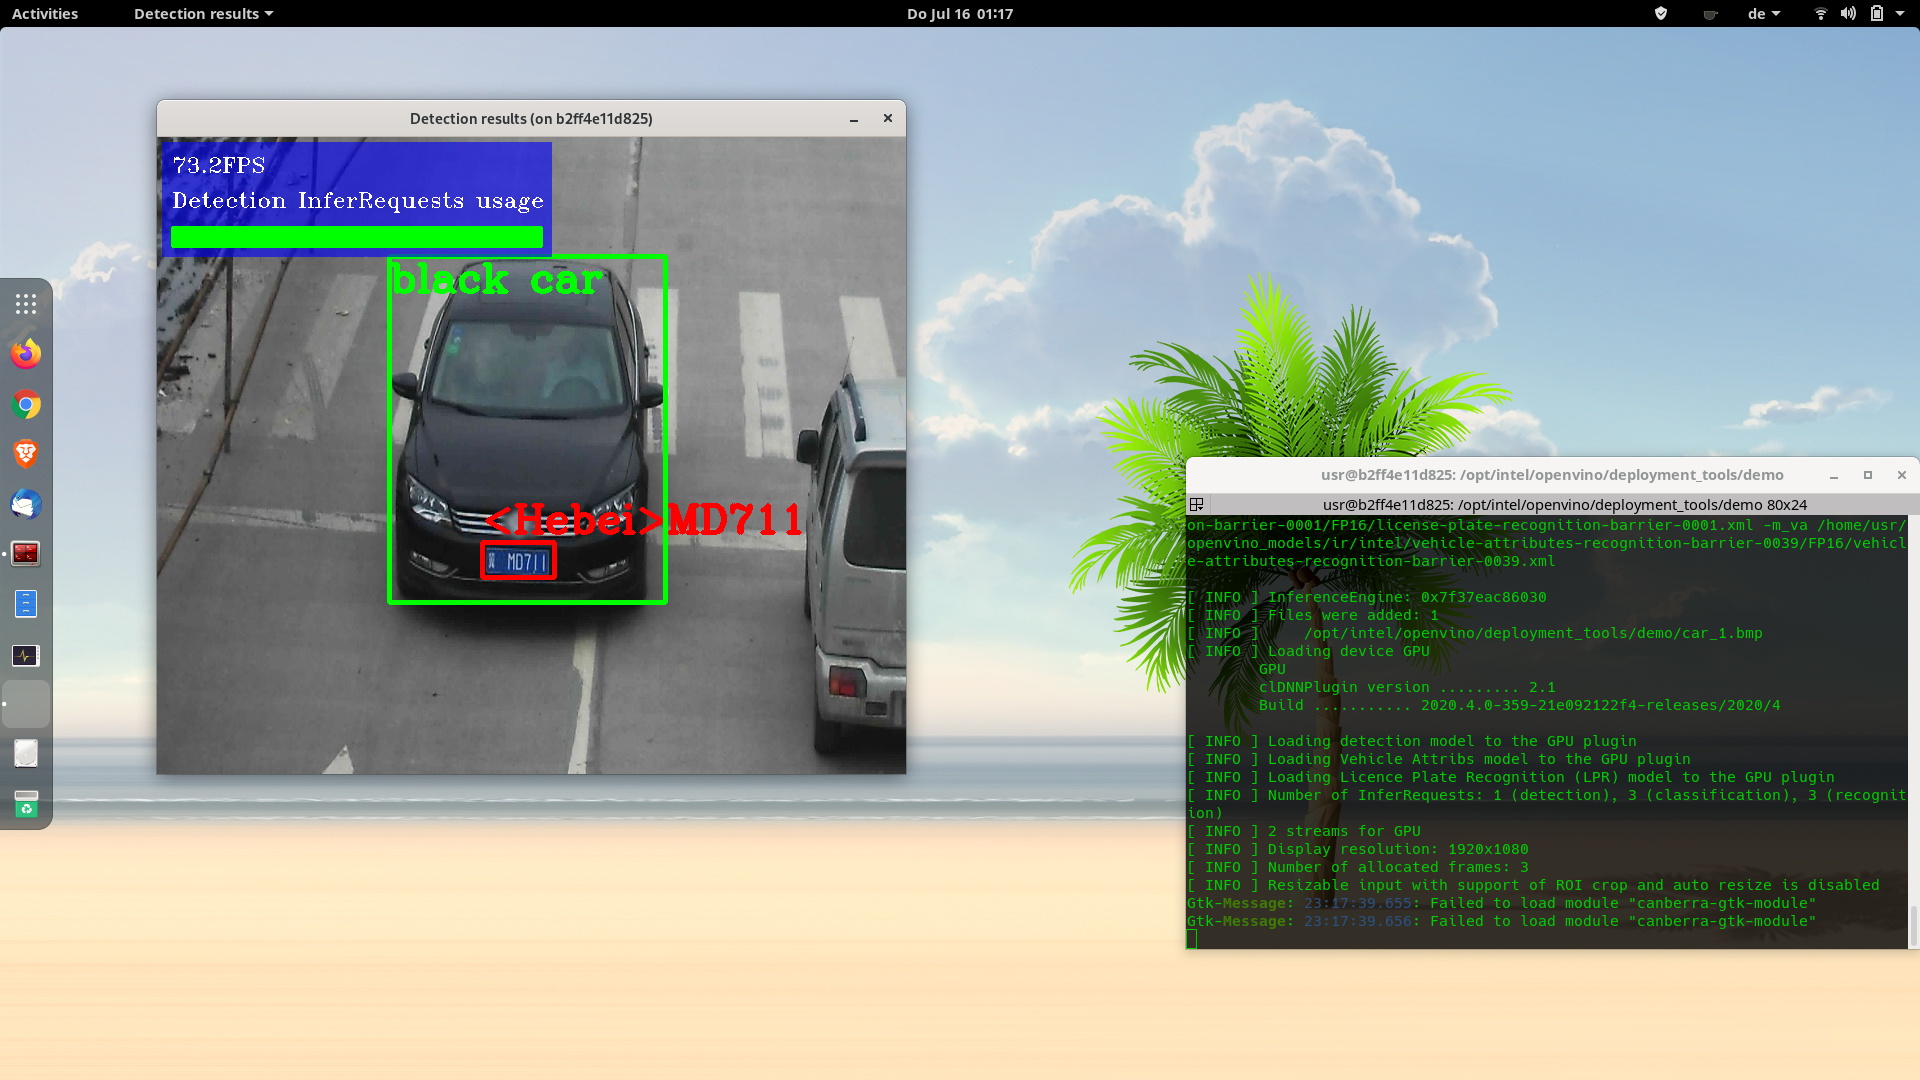 Activities
Detection results
Do Jul 16 01:17
de
Detection results (on b2ff4e11d825)
73.2FPS
Detection InferRequests usage
black car
<Hebei>MD711
MD711
usr@b2ff4e11d825: /opt/intel/openvino/deployment_tools/demo
usr@b2ff4e11d825: /opt/intel/openvino/deployment_tools/demo 80x24
on-barrier-0001/FP16/license-plate-recognition-barrier-0001.xml -m_va /home/usr/
openvino_models/ir/intel/vehicle-attributes-recognition-barrier-0039/FP16/vehicl
e-attributes-recognition-barrier-0039.xml
[ INFO ] InferenceEngine: 0x7f37eac86030
[ INFO ] Files were added: 1
[ INFO ]     /opt/intel/openvino/deployment_tools/demo/car_1.bmp
[ INFO ] Loading device GPU
GPU
clDNNPlugin version ......... 2.1
Build ........... 2020.4.0-359-21e092122f4-releases/2020/4
[ INFO ] Loading detection model to the GPU plugin
[ INFO ] Loading Vehicle Attribs model to the GPU plugin
[ INFO ] Loading Licence Plate Recognition (LPR) model to the GPU plugin
[ INFO ] Number of InferRequests: 1 (detection), 3 (classification), 3 (recognit
ion)
[ INFO ] 2 streams for GPU
[ INFO ] Display resolution: 1920x1080
[ INFO ] Number of allocated frames: 3
[ INFO ] Resizable input with support of ROI crop and auto resize is disabled
Gtk-Message: 23:17:39.655: Failed to load module "canberra-gtk-module"
Gtk-Message: 23:17:39.656: Failed to load module "canberra-gtk-module"